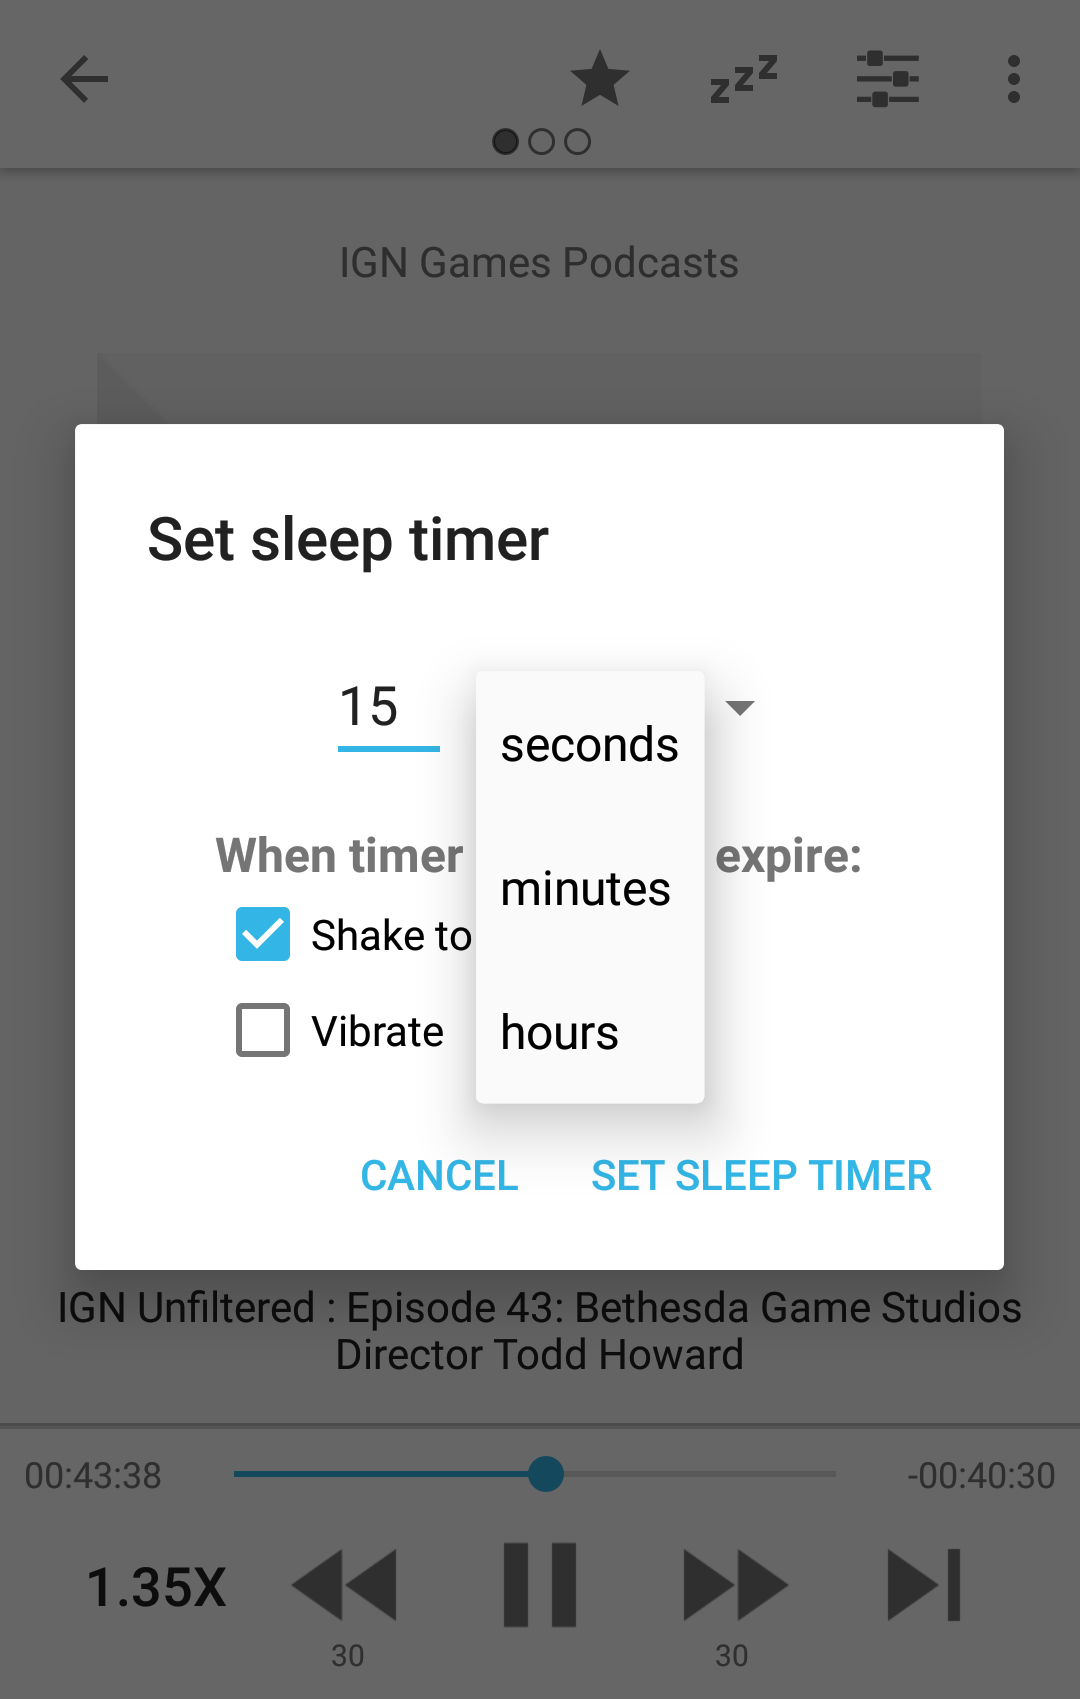 zzz
IGN Games Podcasts
Set sleep timer
15
seconds
When timer expire:
minutes
Shake to
Vibrate
hours
CANCEL SET SLEEP TIMER
IGN Unfiltered : Episode 43: Bethesda Game Studios
Director Todd Howard
00:43:38 -00:40:30
1.35X
30 30